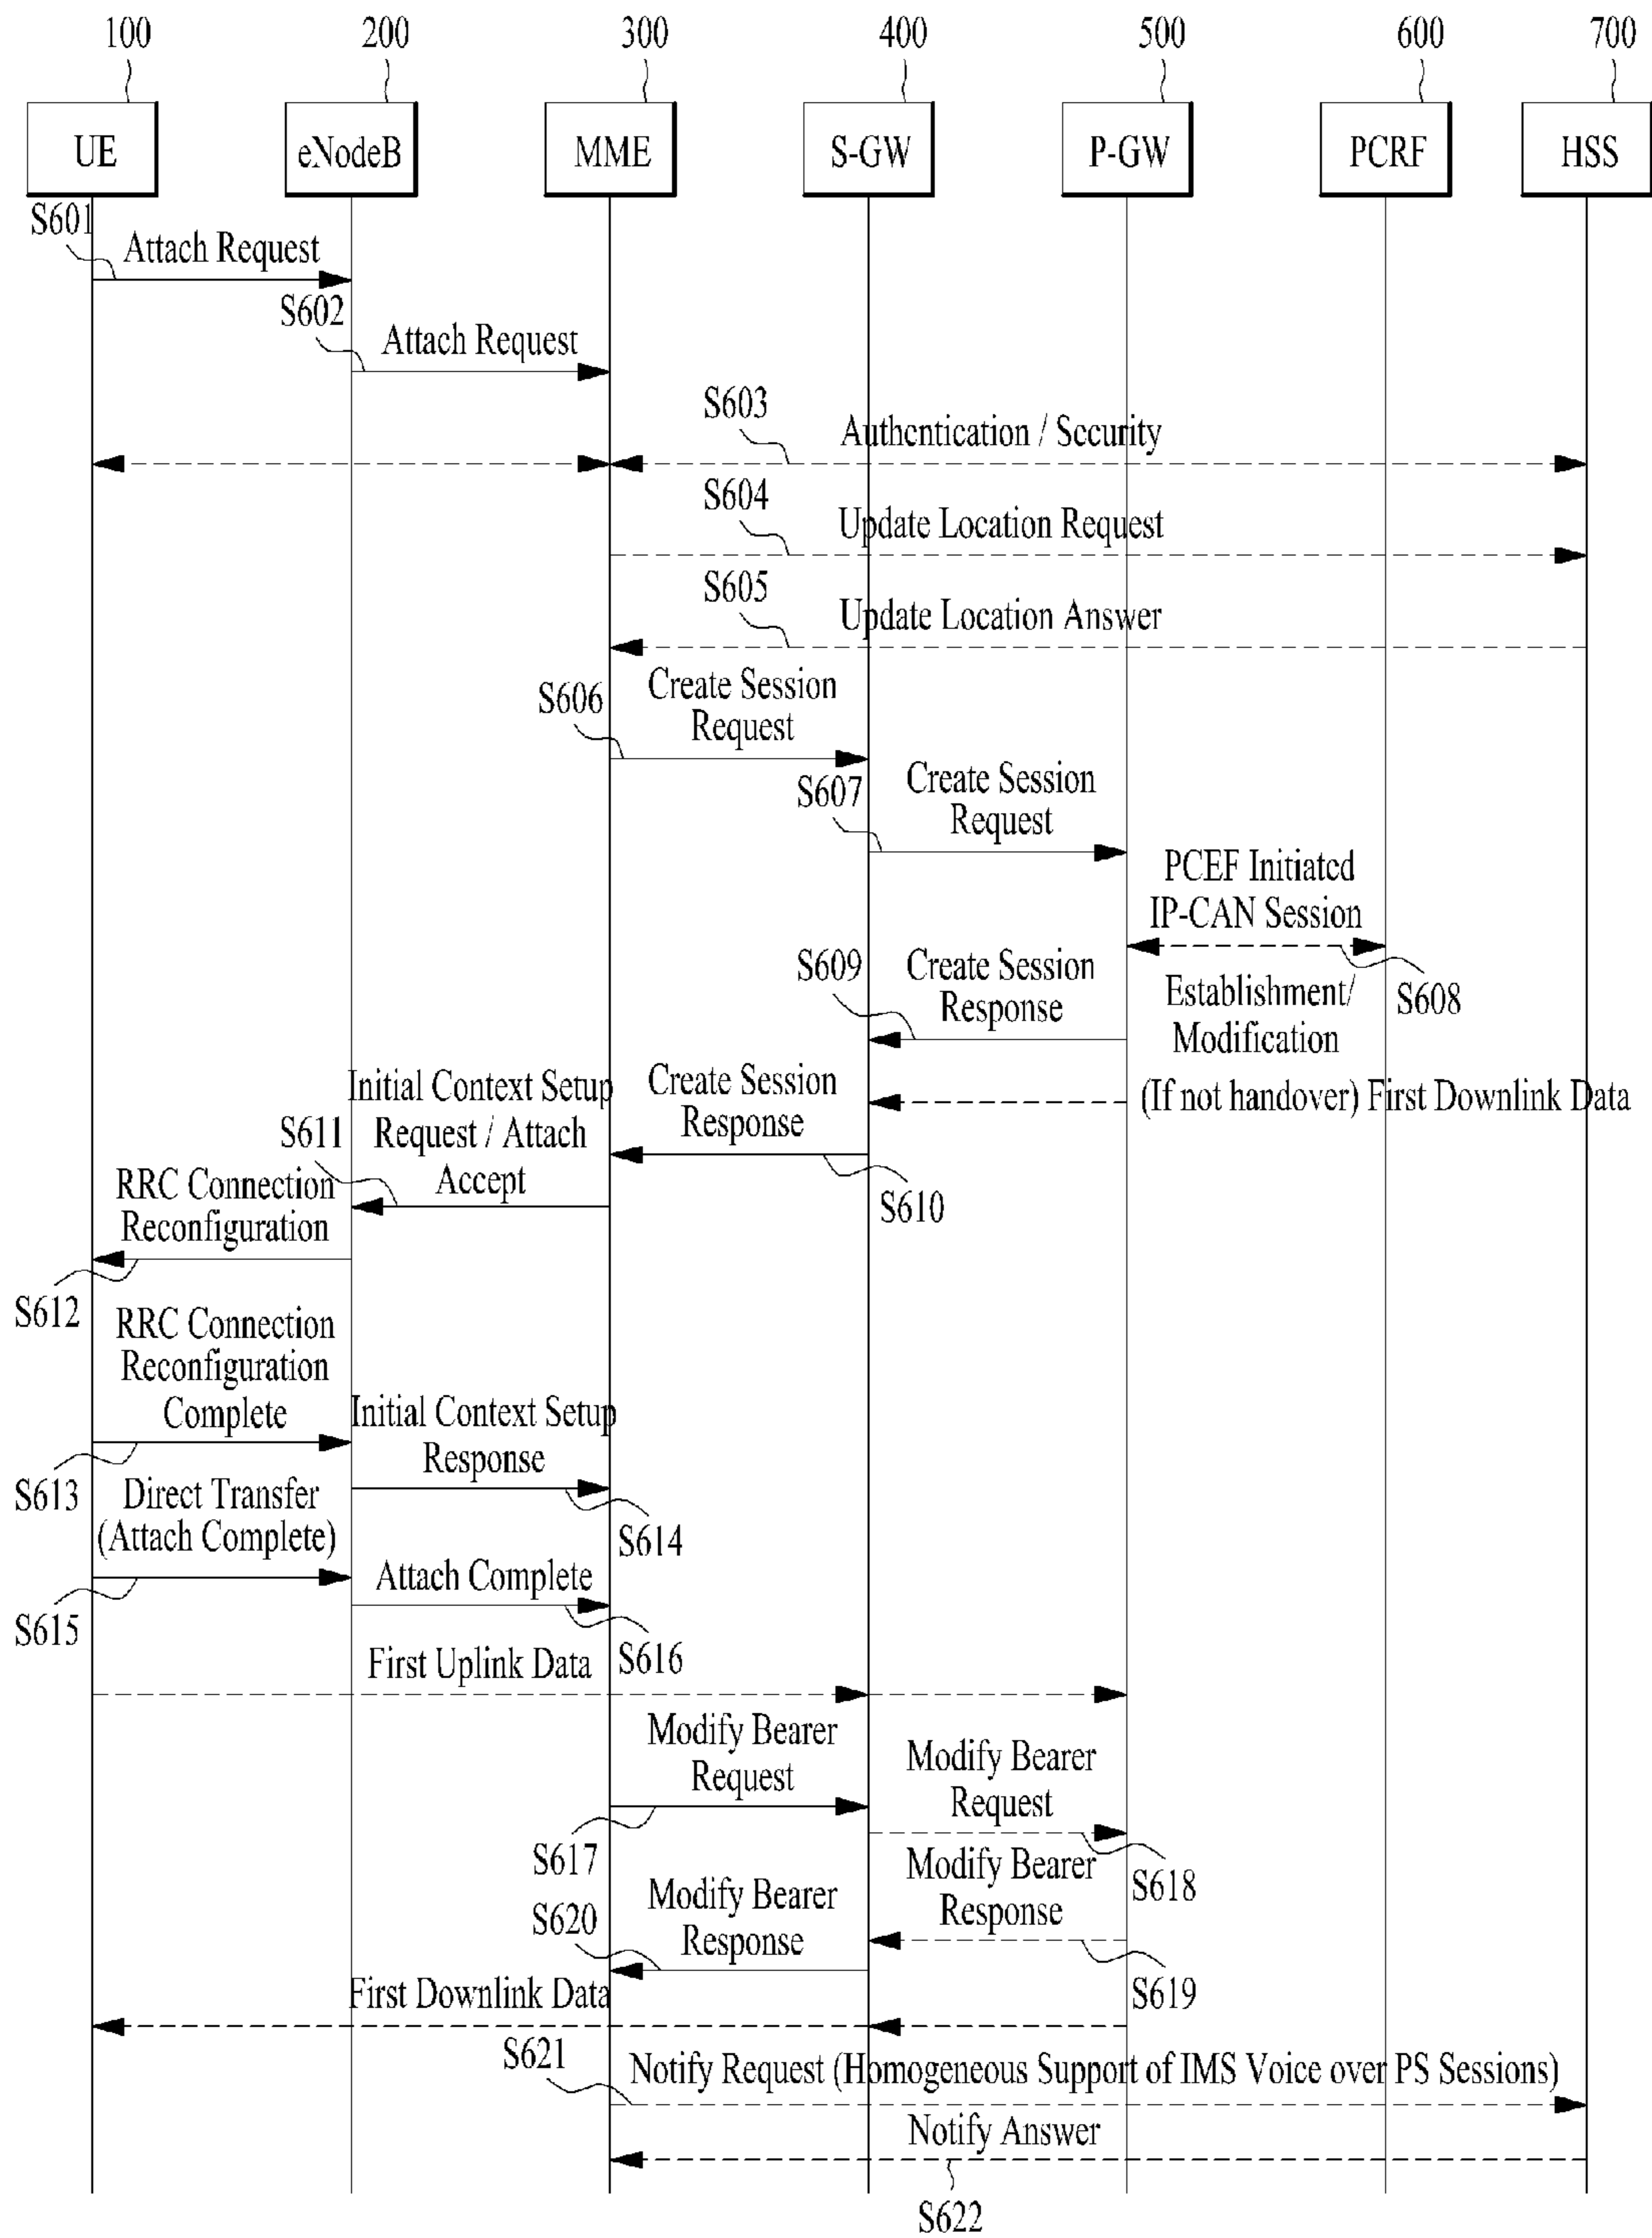 100 200 300 400 500 600 700
UE eNodeB MME S-GW P-GW PCRF HSS
S601
Attach Request
S602
Attach Request
S603
Authentication / Security
S604
Update Location Request
S605
Update Location Answer
S606
Create Session
Request
S607
Create Session
Request
PCEF Initiated
IP-CAN Session
S608
Establishment/
Modification
S609
Create Session
Response
(If not handover) First Downlink Data
Create Session
Response
S610
Initial Context Setup
Request / Attach
Accept
S611
RRC Connection
Reconfiguration
S612
RRC Connection
Reconfiguration
Complete
S613
Initial Context Setup
Response
S614
Direct Transfer
(Attach Complete)
S615
Attach Complete
S616
First Uplink Data
Modify Bearer
Request
S617
Modify Bearer
Request
S618
Modify Bearer
Response
S619
Modify Bearer
Response
S620
First Downlink Data
S621
Notify Request (Homogeneous Support of IMS Voice over PS Sessions)
Notify Answer
S622